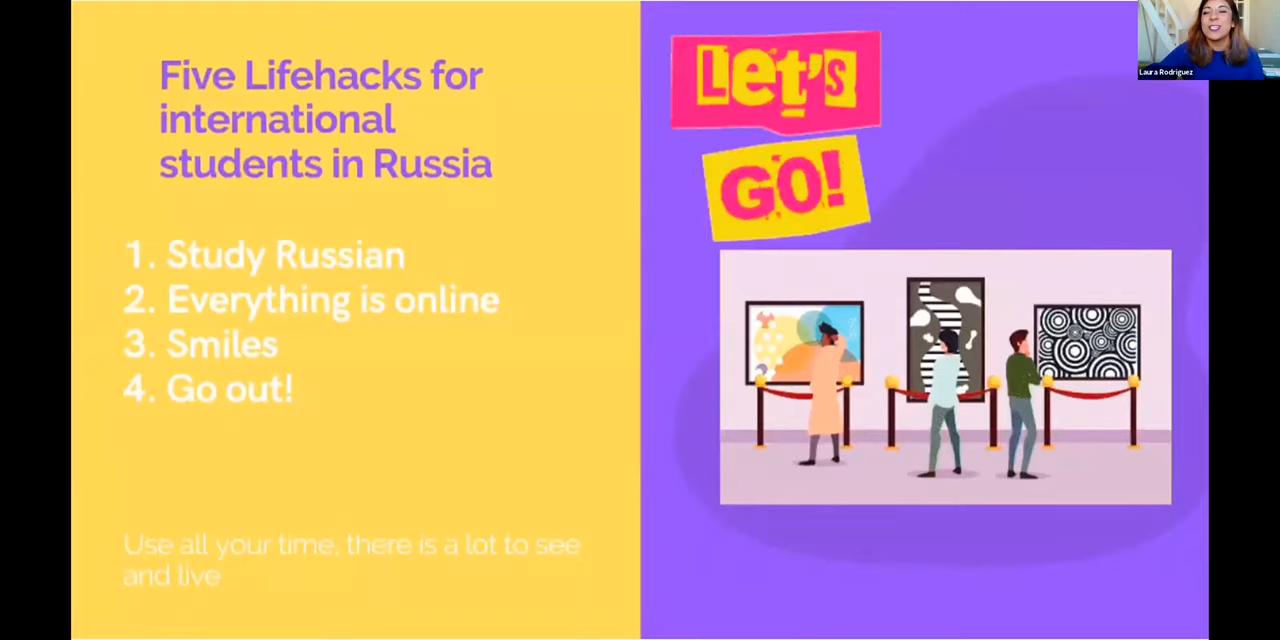 Five Lifehacks for
international
students in Russia
1. Study Russian
2. Everything is online
3. Smiles
4. Go out!
Use all your time, there is a lot to see
and live
Let's
GO!
Laura Rodríguez